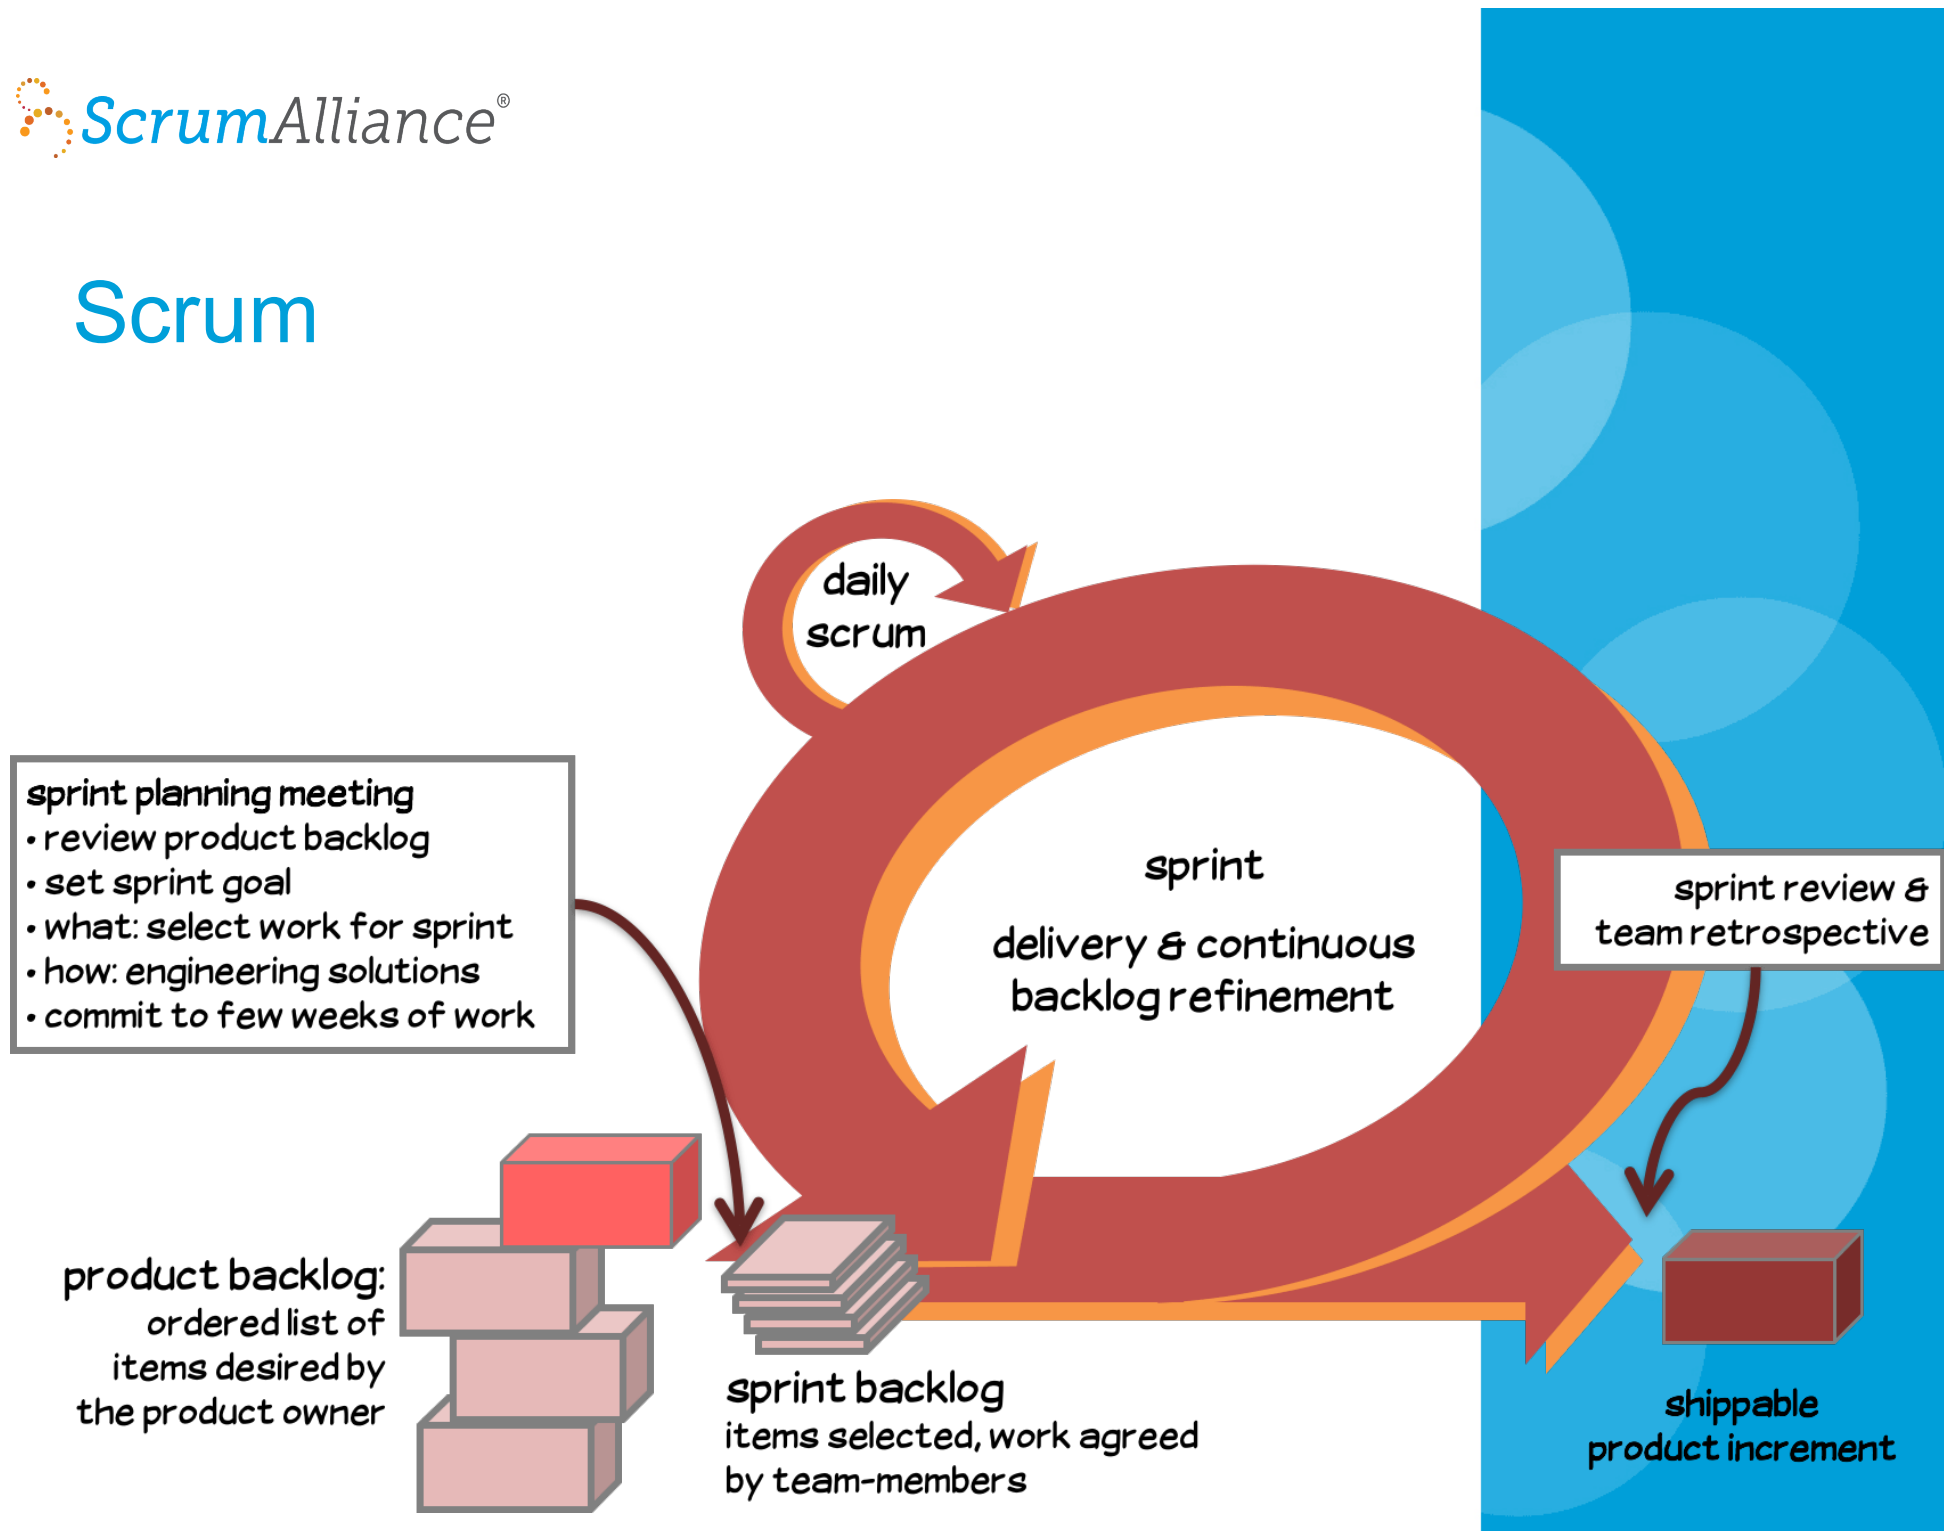 ScrumAlliance®
Scrum
daily
scrum
sprint planning meeting
• review product backlog
• set sprint goal
• what: select work for sprint
• how: engineering solutions
• commit to few weeks of work
sprint
delivery & continuous
backlog refinement
sprint review &
team retrospective
product backlog:
ordered list of
items desired by
the product owner
sprint backlog
items selected, work agreed
by team-members
shippable
product increment